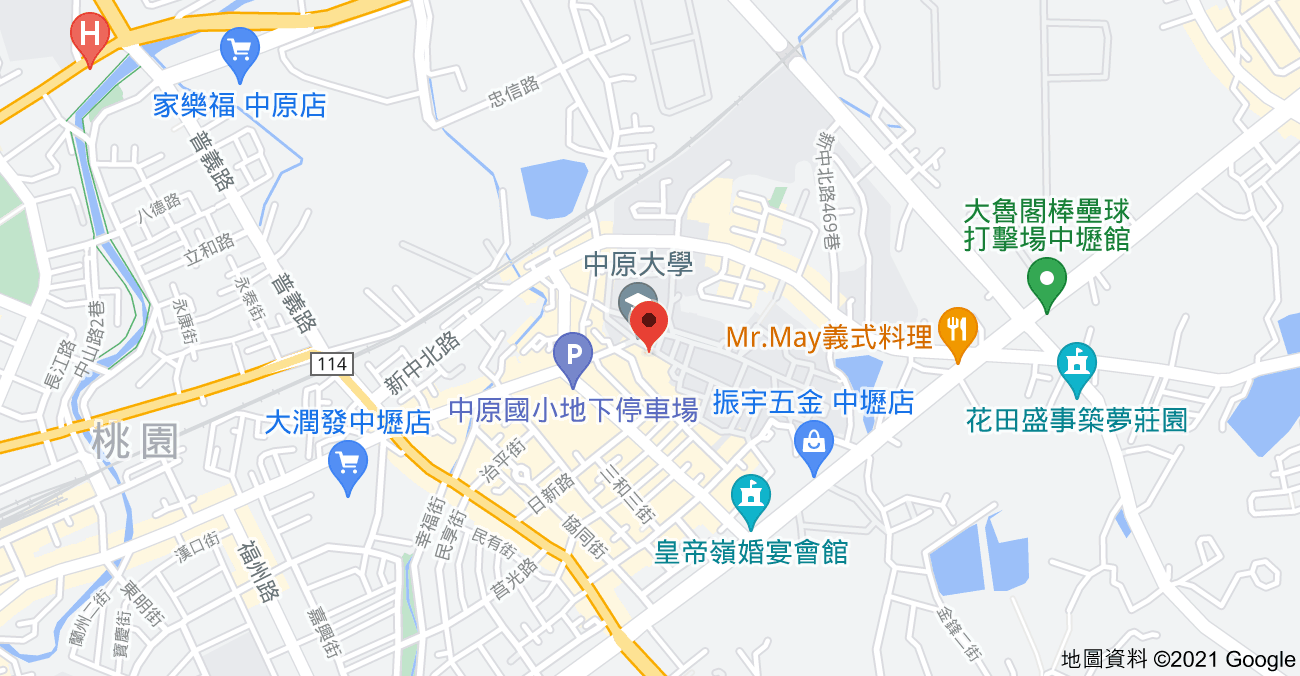 H
家樂福 中原店
忠信路
普義路
八德路
立和路
新中北路469巷
大魯閣棒壘球
打擊場中壢館
中原大學
永泰街
普義路
永康街
中山路2巷
長江路
114
新中北路
P
Mr.May義式料理
中原國小地下停車場
振宇五金 中壢店
花田盛事築夢莊園
大潤發中壢店
桃園
治平街
日新路
三和三街
協同街
幸福街
民享街
民有街
莒光路
皇帝嶺婚宴會館
漢口街
福州路
東明街
蘭州二街
寶慶街
嘉興街
金鋒二街
地圖資料 ©2021 Google